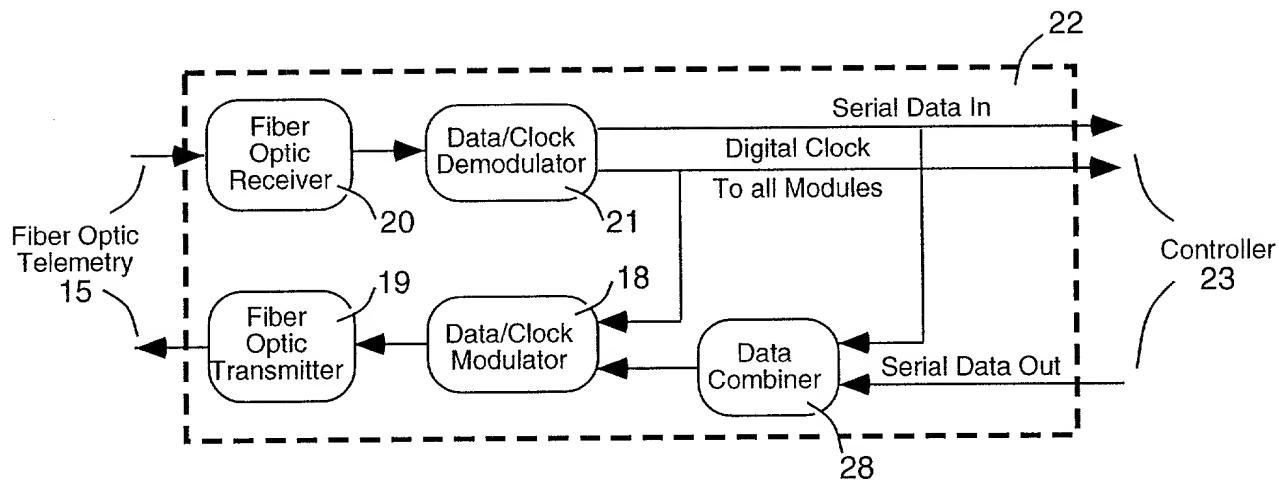 22
Fiber
Optic
Receiver
20
Data/Clock
Demodulator
21
Serial Data In
Digital Clock
To all Modules
Fiber Optic
Telemetry
15
Controller
23
Fiber
Optic
Transmitter
19
Data/Clock
Modulator
18
Data
Combiner
28
Serial Data Out